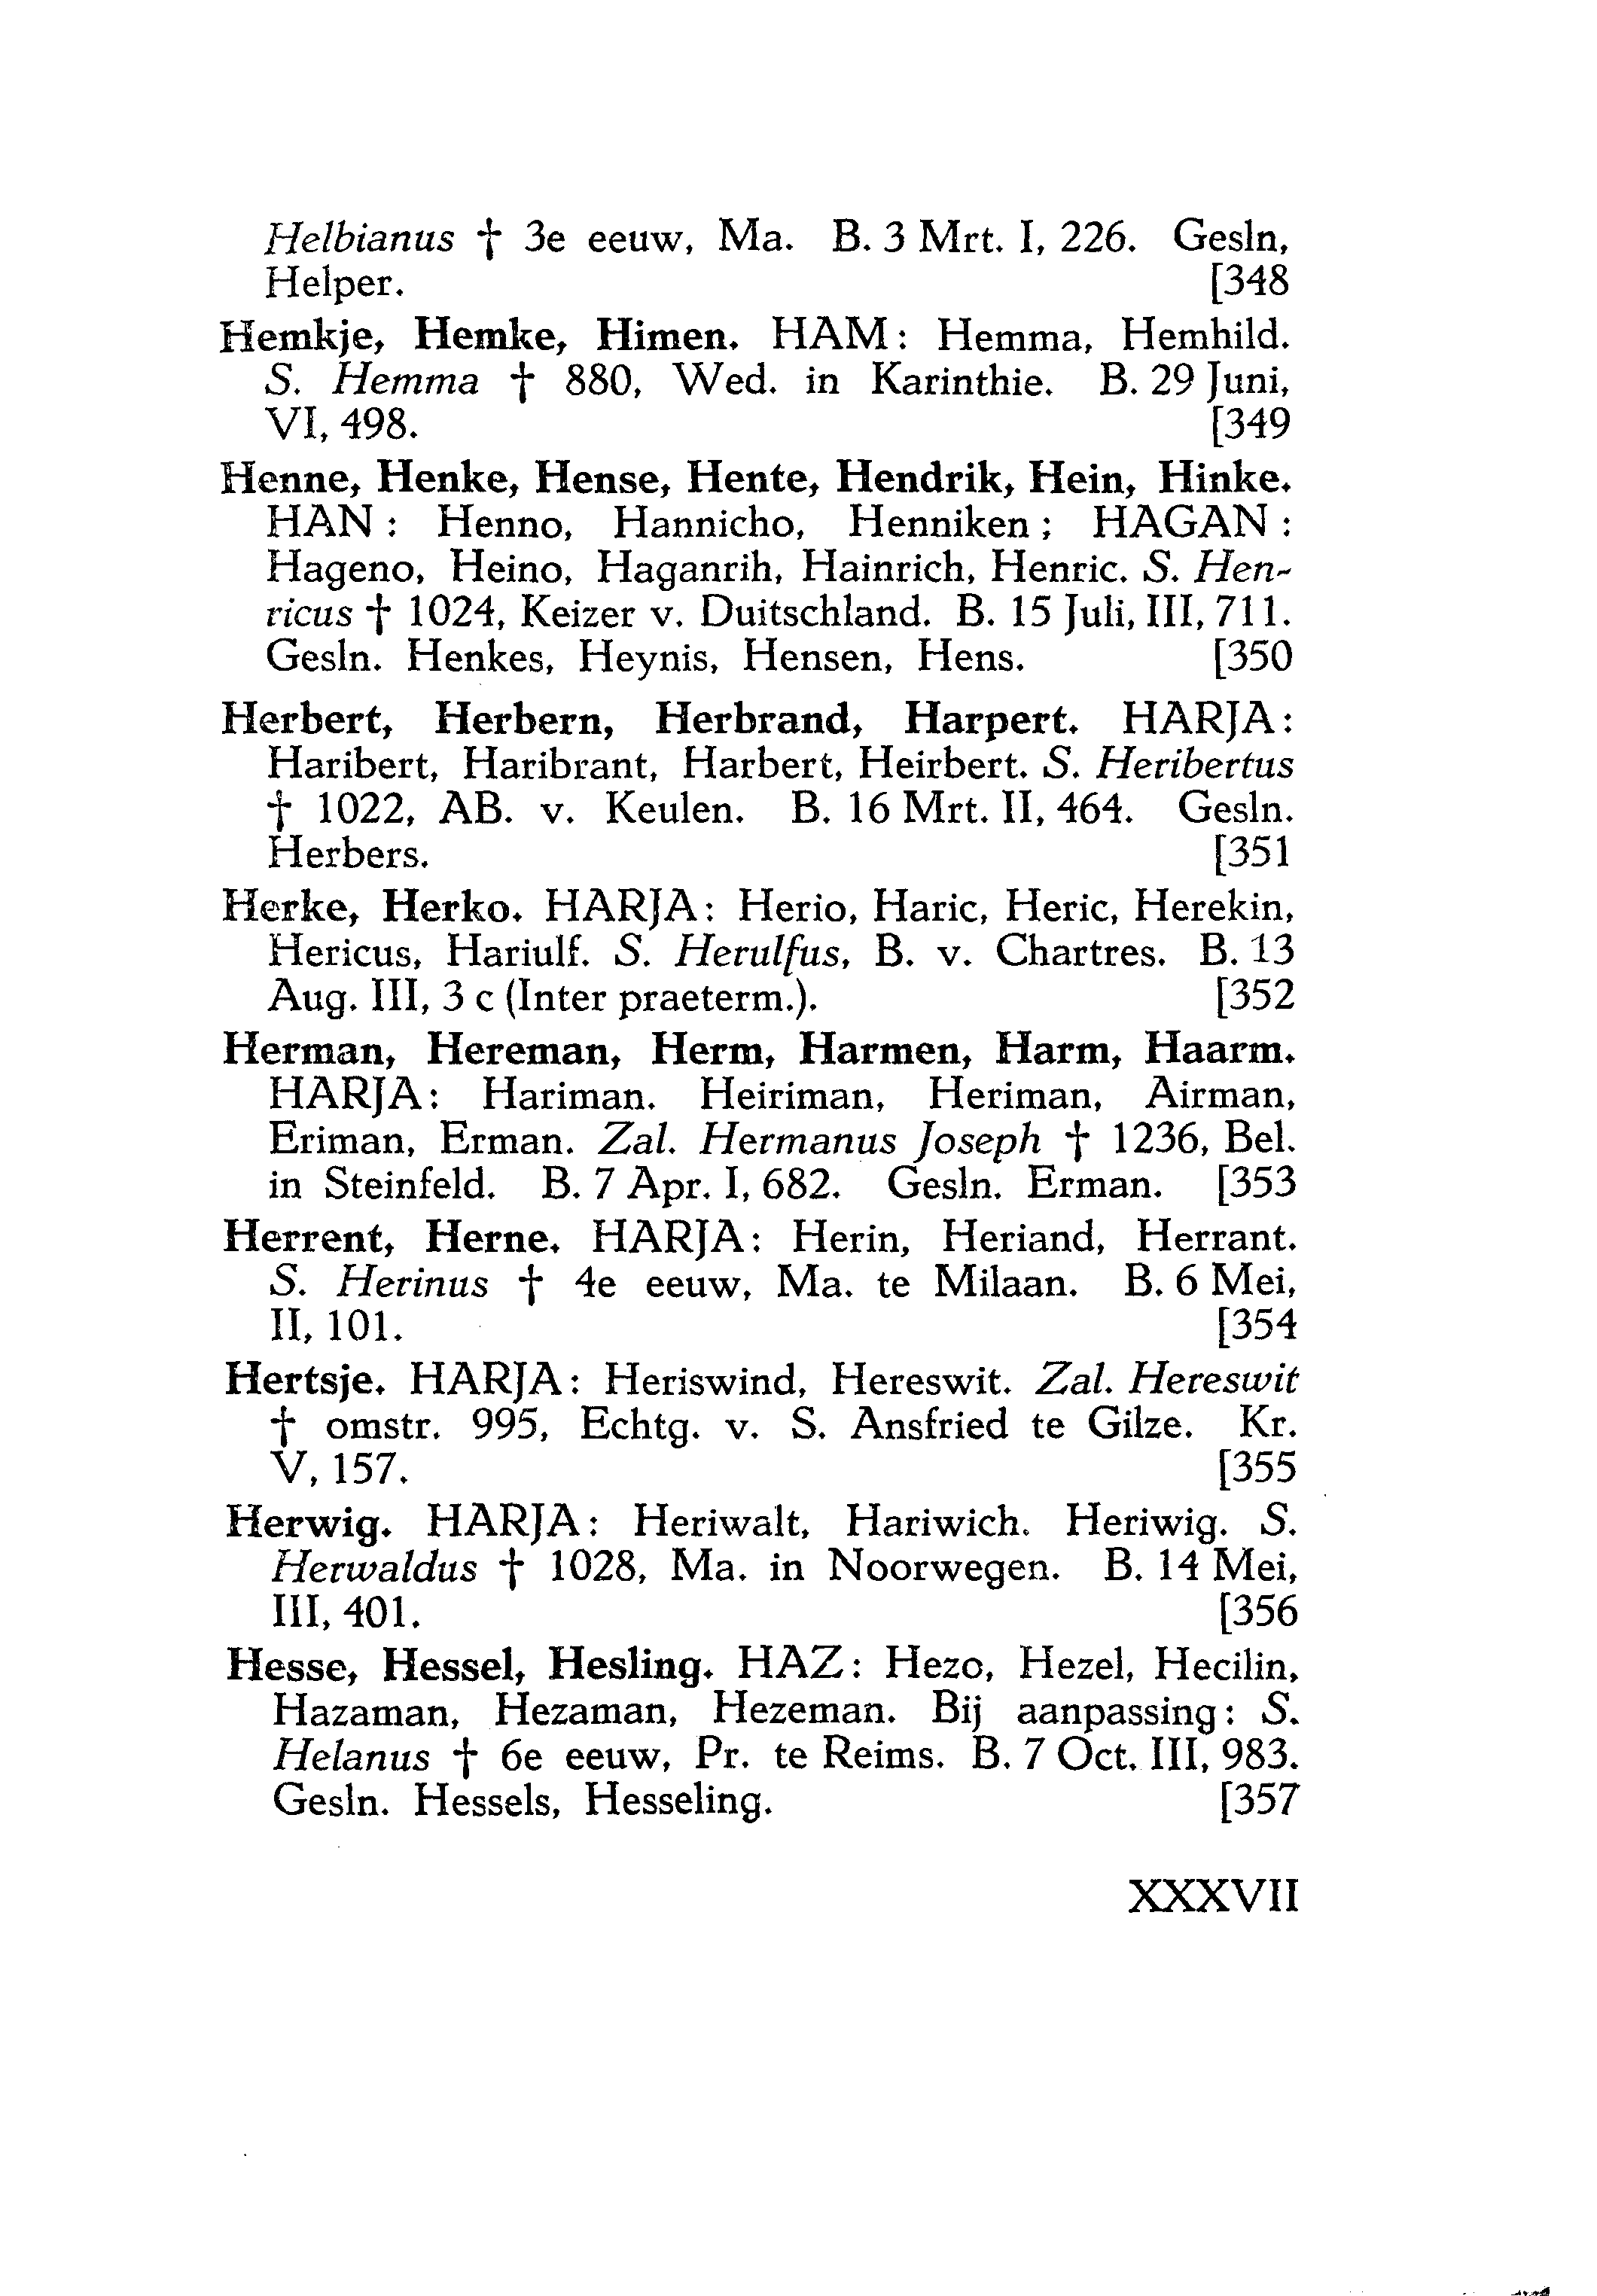 Helbianus † 3e eeuw, Ma. B. 3 Mrt. I, 226. Gesln,
Helper. [348
Hemkje, Hemke, Himen. HAM: Hemma, Hemhild.
S. Hemma † 880, Wed. in Karinthie. B. 29 Juni,
VI, 498. [349
Henne, Henke, Hense, Hente, Hendrik, Hein, Hinke.
HAN: Henno, Hannicho, Henniken; HAGAN:
Hageno, Heino, Haganrih, Hainrich, Henric. S. Hen-
ricus † 1024, Keizer v. Duitschland. B. 15 Juli, III, 711.
Gesln. Henkes, Heynis, Hensen, Hens. [350
Herbert, Herbern, Herbrand, Harpert. HARJA:
Haribert, Haribrant, Harbert, Heirbert. S. Heribertus
† 1022, AB. v. Keulen. B. 16 Mrt. II, 464. Gesln.
Herbers. [351
Herke, Herko. HARJA: Herio, Haric, Heric, Herekin,
Hericus, Hariulf. S. Herulfus, B. v. Chartres. B. 13
Aug. III, 3 c (Inter praeterm.). [352
Herman, Hereman, Herm, Harmen, Harm, Haarm.
HARJA: Hariman. Heiriman, Heriman, Airman,
Eriman, Erman. Zal. Hermanus Joseph † 1236, Bel.
in Steinfeld. B. 7 Apr. I, 682. Gesln. Erman. [353
Herrent, Herne. HARJA: Herin, Heriand, Herrant.
S. Herinus † 4e eeuw, Ma. te Milaan. B. 6 Mei,
II, 101. [354
Hertsje. HARJA: Heriswind, Hereswit. Zal. Hereswit
† omstr. 995, Echtg. v. S. Ansfried te Gilze. Kr.
V, 157. [355
Herwig. HARJA: Heriwalt, Hariwich. Heriwig. S.
Herwaldus † 1028, Ma. in Noorwegen. B. 14 Mei,
III, 401. [356
Hesse, Hessel, Hesling. HAZ: Hezo, Hezel, Hecilin,
Hazaman, Hezaman, Hezeman. Bij aanpassing: S.
Helanus † 6e eeuw, Pr. te Reims. B. 7 Oct. III, 983.
Gesln. Hessels, Hesseling. [357
XXXVII